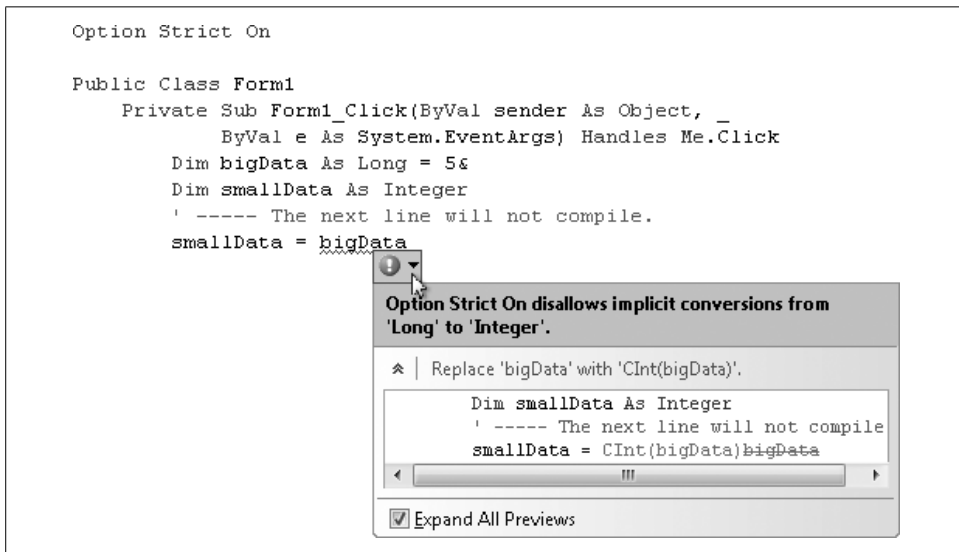 Option Strict On
Public Class Form1
Private Sub Form1_Click(ByVal sender As Object, _
ByVal e As System.EventArgs) Handles Me.Click
Dim bigData As Long = 5&
Dim smallData As Integer
' ----- The next line will not compile.
smallData = bigData
Option Strict On disallows implicit conversions from
'Long' to 'Integer'.
Replace 'bigData' with 'CInt(bigData)'.
Dim smallData As Integer
' ----- The next line will not compile
smallData = CInt(bigData)bigData
Expand All Previews